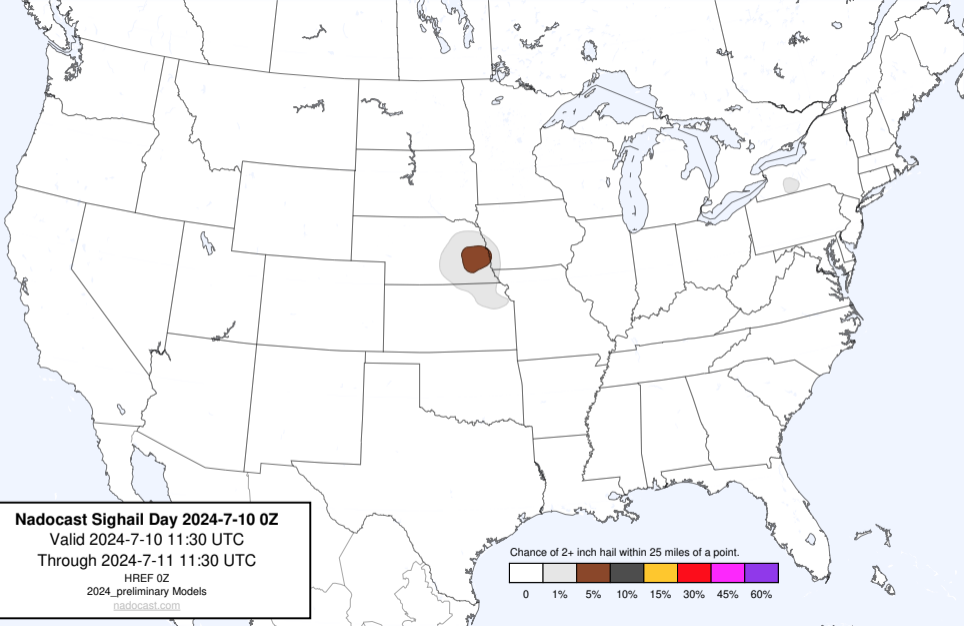 Nadocast Sighail Day 2024-7-10 0Z
Valid 2024-7-10 11:30 UTC
Through 2024-7-11 11:30 UTC
HREF 0Z
2024_preliminary Models
nadocast.com
Chance of 2+ inch hail within 25 miles of a point.
0 1% 5% 10% 15% 30% 45% 60%